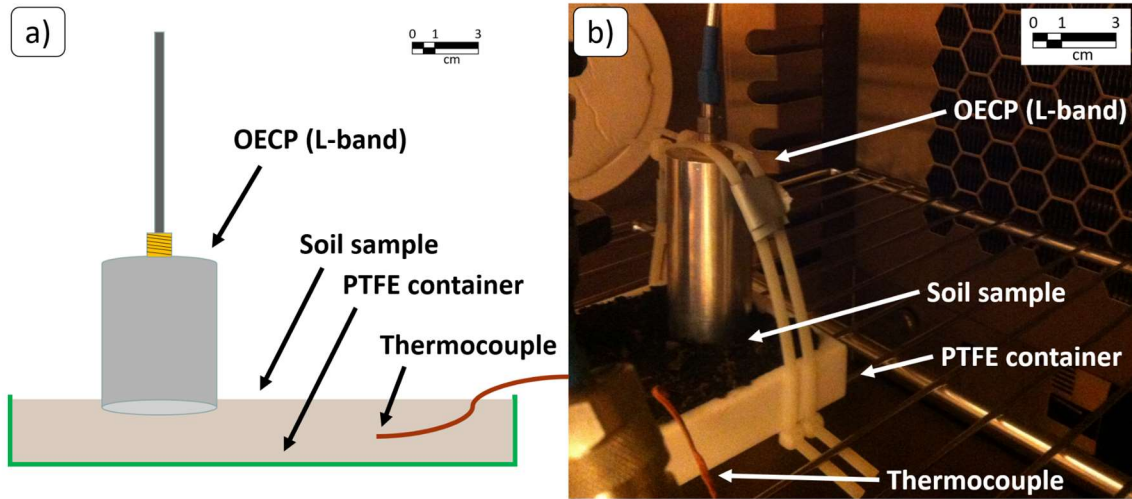 a)
0 1 3
cm
OECP (L-band)
Soil sample
PTFE container
Thermocouple
b)
0 1 3
cm
OECP (L-band)
Soil sample
PTFE container
Thermocouple